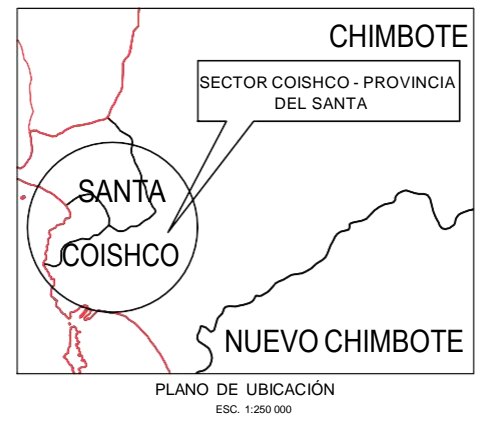 CHIMBOTE
SECTOR COISHCO - PROVINCIA
DEL SANTA
SANTA
COISHCO
NUEVO CHIMBOTE
PLANO DE UBICACIÓN
ESC. 1:250 000